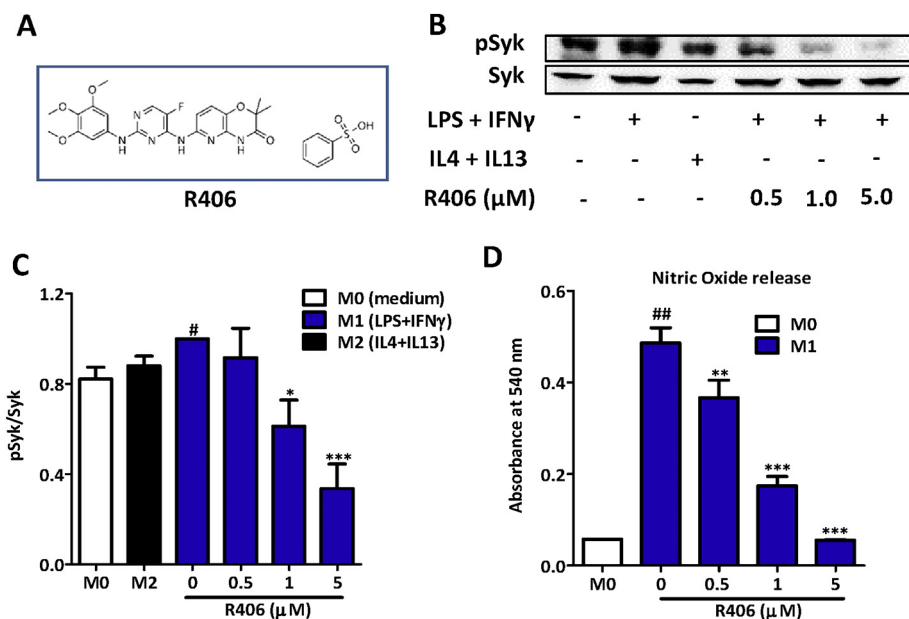 A
B
O
O
O
N
H
N
N
F
N
H
N
O
N
H
O
O
S
O
OH
R406
pSyk
Syk
LPS + IFNγ - + - + + +
IL4 + IL13 - - + - - -
R406 (μM) - - - 0.5 1.0 5.0
C
pSyk/Syk
1.2
0.8
0.4
0.0
#
*
***
M0 (medium)
M1 (LPS+IFNγ)
M2 (IL4+IL13)
M0 M2 0 0.5 1 5
R406 (μM)
D
Nitric Oxide release
Absorbance at 540 nm
0.6
0.4
0.2
0.0
##
**
***
***
M0
M1
M0 0 0.5 1 5
R406 (μM)